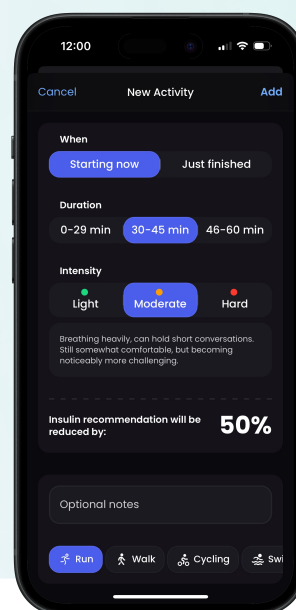 12:00
Cancel New Activity Add
When
Starting now Just finished
Duration
0-29 min 30-45 min 46-60 min
Intensity
Light Moderate Hard
Breathing heavily, can hold short conversations.
Still somewhat comfortable, but becoming
noticeably more challenging.
Insulin recommendation will be
reduced by:
50%
Optional notes
Run Walk Cycling Swi